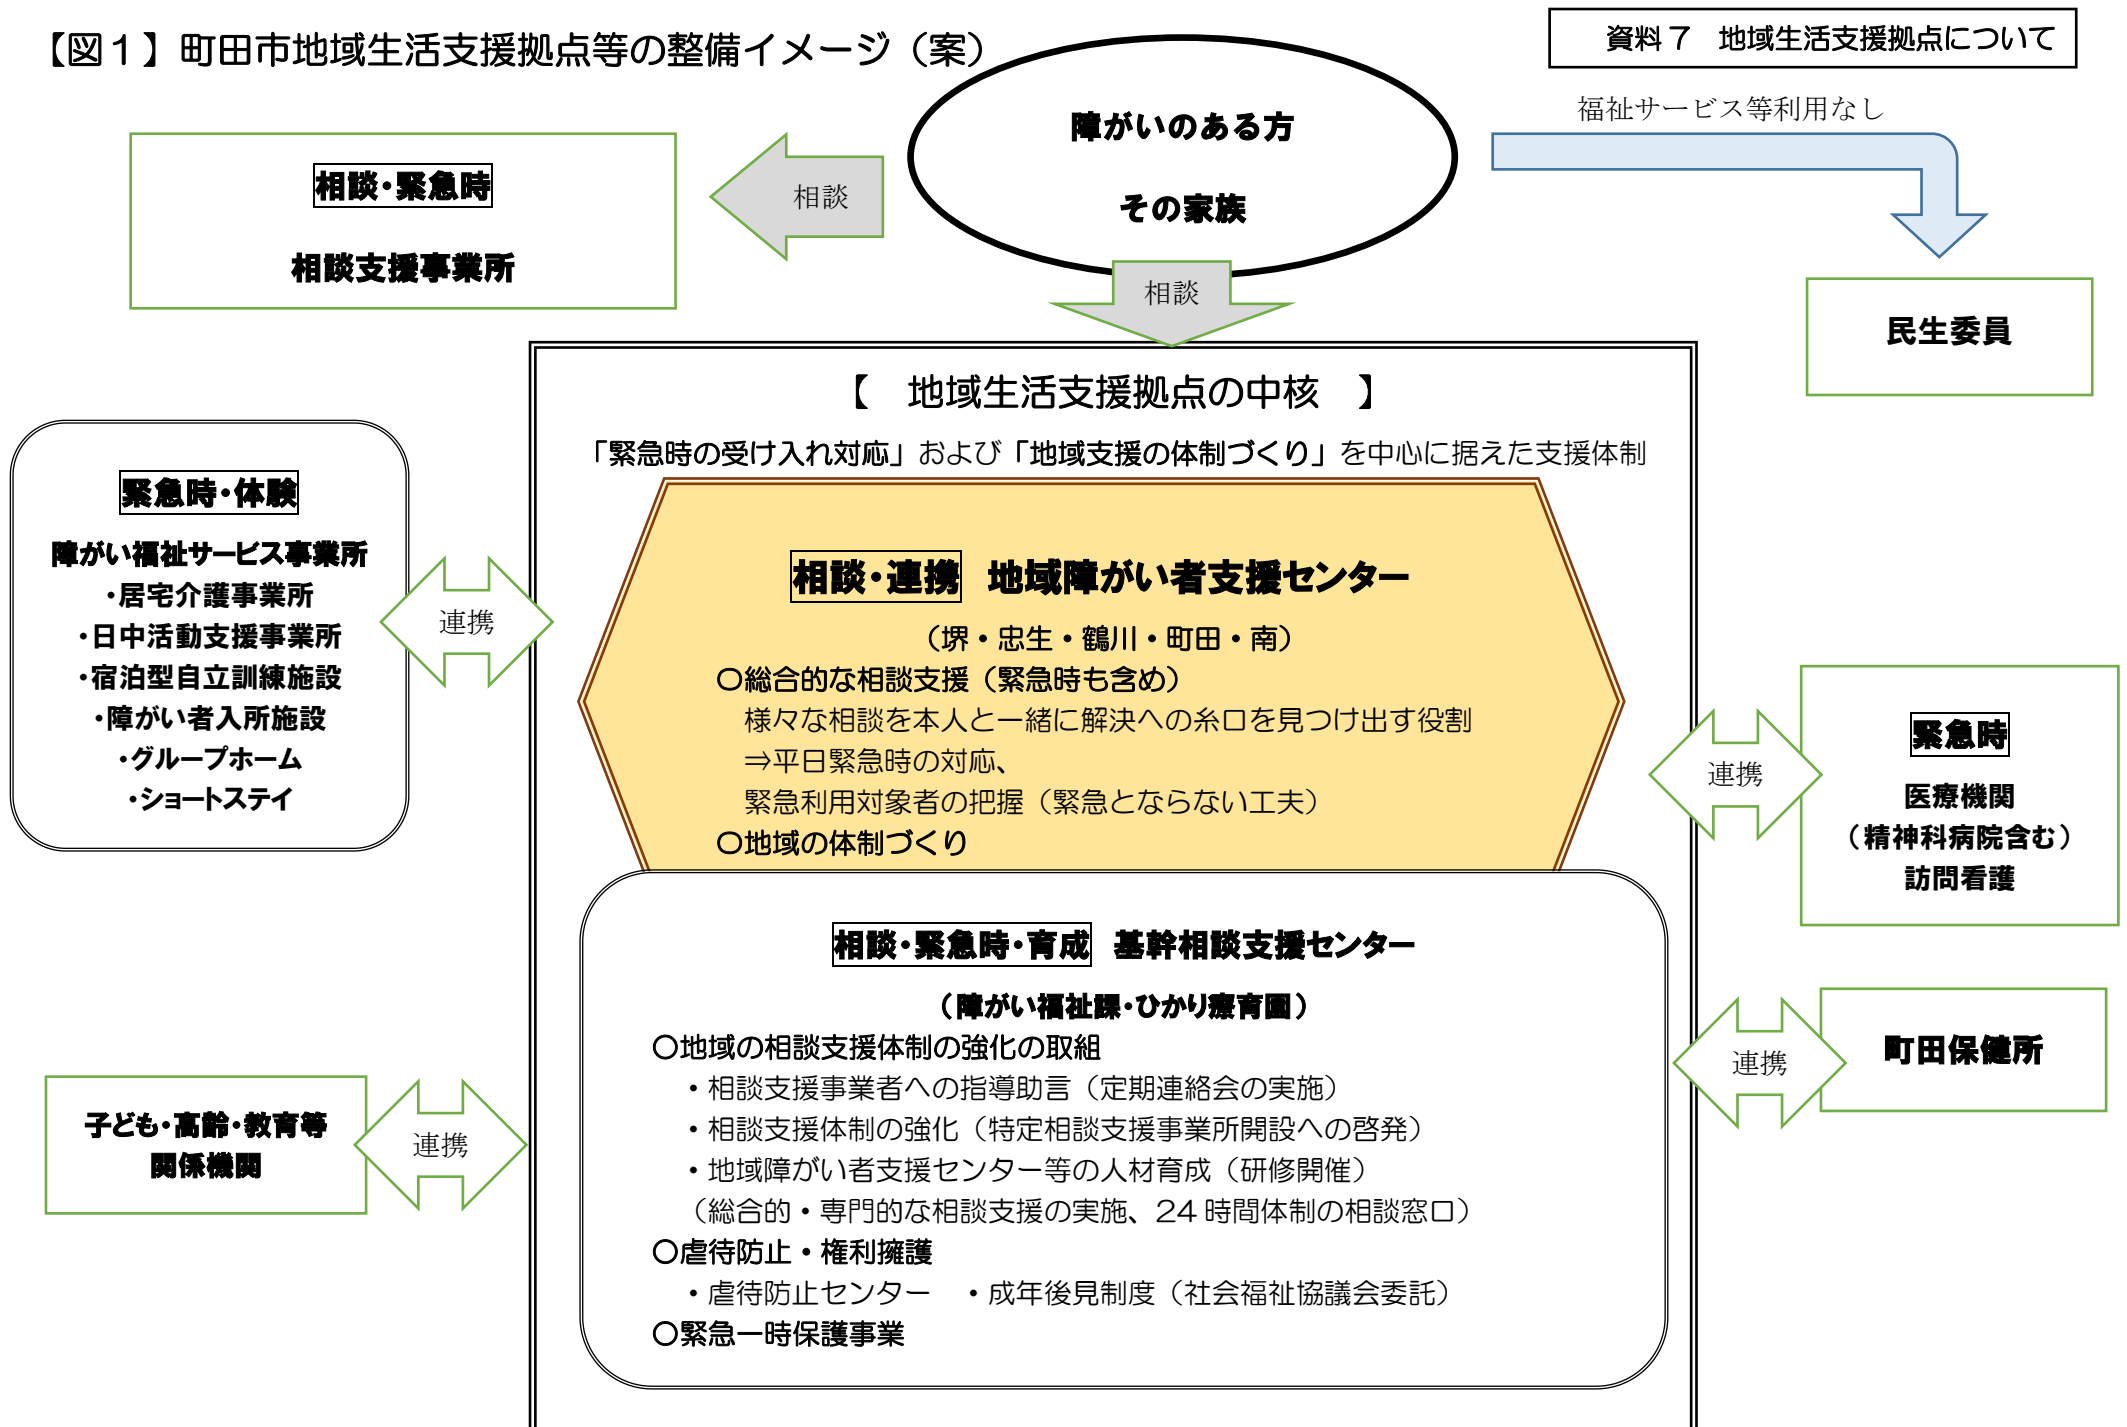 【図１】町田市地域生活支援拠点等の整備イメージ（案）
資料７　地域生活支援拠点について
障がいのある方
その家族
福祉サービス等利用なし
相談・緊急時
相談支援事業所
相談
相談
民生委員
【　地域生活支援拠点の中核　】
「緊急時の受け入れ対応」および「地域支援の体制づくり」を中心に据えた支援体制
緊急時・体験
障がい福祉サービス事業所
・居宅介護事業所
・日中活動支援事業所
・宿泊型自立訓練施設
・障がい者入所施設
・グループホーム
・ショートステイ
連携
相談・連携　地域障がい者支援センター
（堺・忠生・鶴川・町田・南）
〇総合的な相談支援（緊急時も含め）
様々な相談を本人と一緒に解決への糸口を見つけ出す役割
⇒平日緊急時の対応、
緊急利用対象者の把握（緊急とならない工夫）
〇地域の体制づくり
連携
緊急時
医療機関
（精神科病院含む）
訪問看護
相談・緊急時・育成　基幹相談支援センター
（障がい福祉課・ひかり療育園）
〇地域の相談支援体制の強化の取組
・相談支援事業者への指導助言（定期連絡会の実施）
・相談支援体制の強化（特定相談支援事業所開設への啓発）
・地域障がい者支援センター等の人材育成（研修開催）
（総合的・専門的な相談支援の実施、24時間体制の相談窓口）
〇虐待防止・権利擁護
・虐待防止センター　・成年後見制度（社会福祉協議会委託）
〇緊急一時保護事業
連携
町田保健所
子ども・高齢・教育等
関係機関
連携